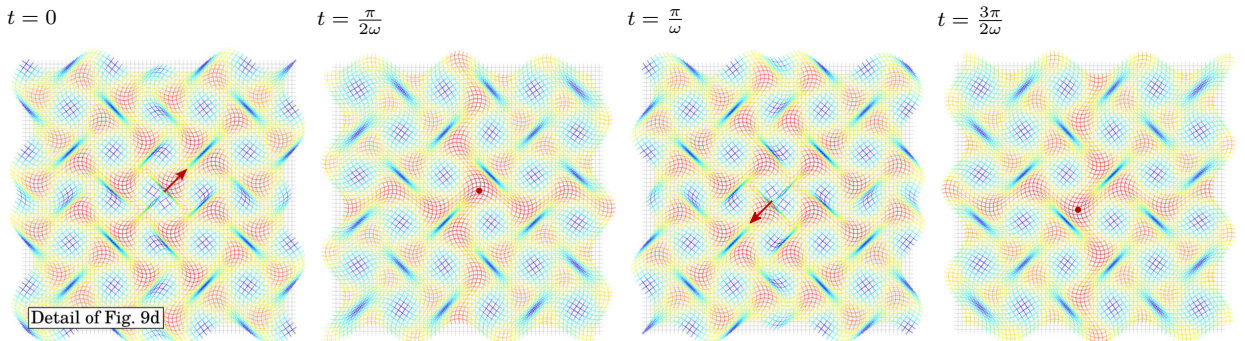 t = 0
t = π/2ω
t = π/ω
t = 3π/2ω
Detail of Fig. 9d